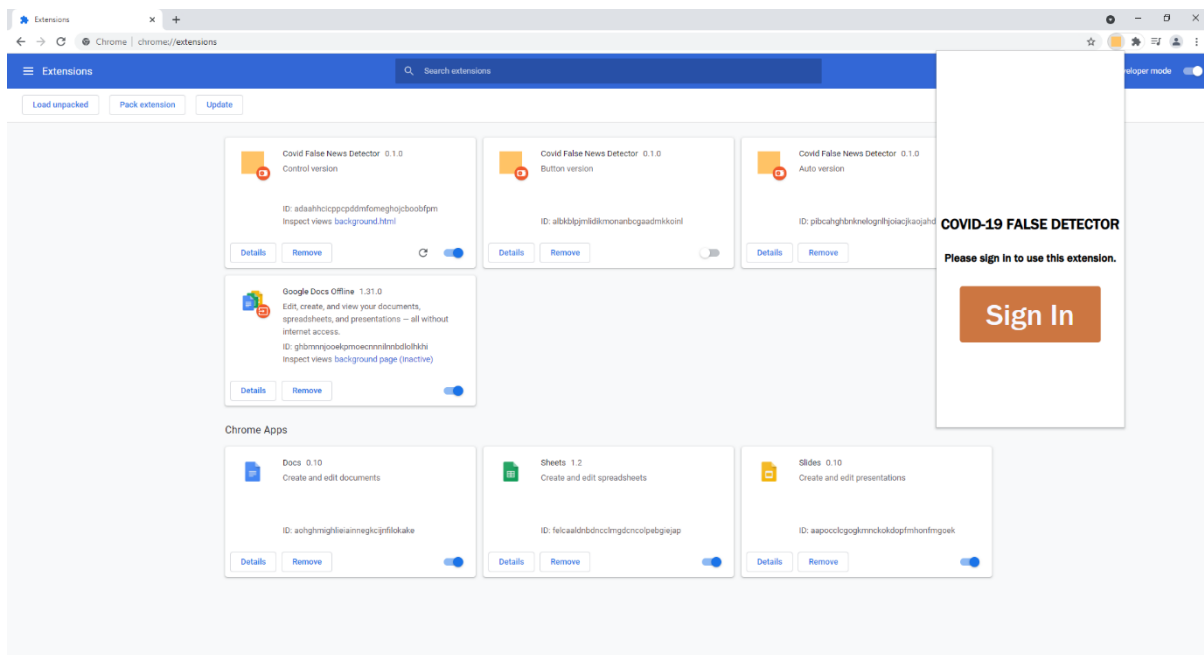 Extensions
Chrome | chrome://extensions
Extensions
Search extensions
eloper mode
Load unpacked
Pack extension
Update
Covid False News Detector 0.1.0
Control version
ID: adaahhcicppcpddmfomeghojcboobfpm
Inspect views background.html
Details
Remove
Covid False News Detector 0.1.0
Button version
ID: albkblpjmlidikmonanbcgaadmkkoinl
Details
Remove
Covid False News Detector 0.1.0
Auto version
ID: pibcahghbnknelognlhjoiacjkaojahd
Details
Remove
COVID-19 FALSE DETECTOR
Please sign in to use this extension.
Sign In
Google Docs Offline 1.31.0
Edit, create, and view your documents,
spreadsheets, and presentations — all without
internet access.
ID: ghbmnnjooekpmoecnnnilnnbdlolhkhi
Inspect views background page (Inactive)
Details
Remove
Chrome Apps
Docs 0.10
Create and edit documents
ID: aohghmighlieiainnegkcijnfilokake
Details
Remove
Sheets 1.2
Create and edit spreadsheets
ID: felcaaldnbdncclmgdcncolpebgiejap
Details
Remove
Slides 0.10
Create and edit presentations
ID: aapocclcgogkmnckokdopfmhonfmgoek
Details
Remove